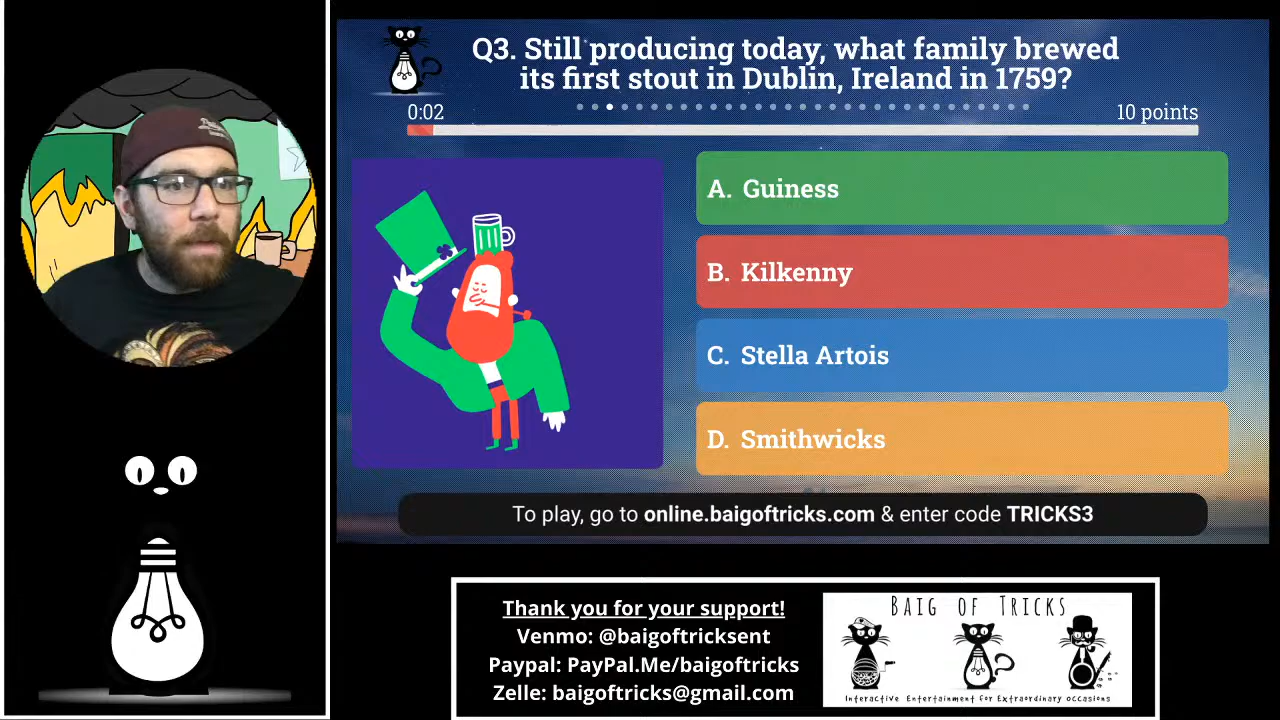 Q3. Still producing today, what family brewed
its first stout in Dublin, Ireland in 1759?
0:02
10 points
A. Guiness
B. Kilkenny
C. Stella Artois
D. Smithwicks
To play, go to online.baigoftricks.com & enter code TRICKS3
Thank you for your support!
Venmo: @baigoftricksent
Paypal: PayPal.Me/baigoftricks
Zelle: baigoftricks@gmail.com
BAIG OF TRICKS
Interactive Entertainment for Extraordinary occasions